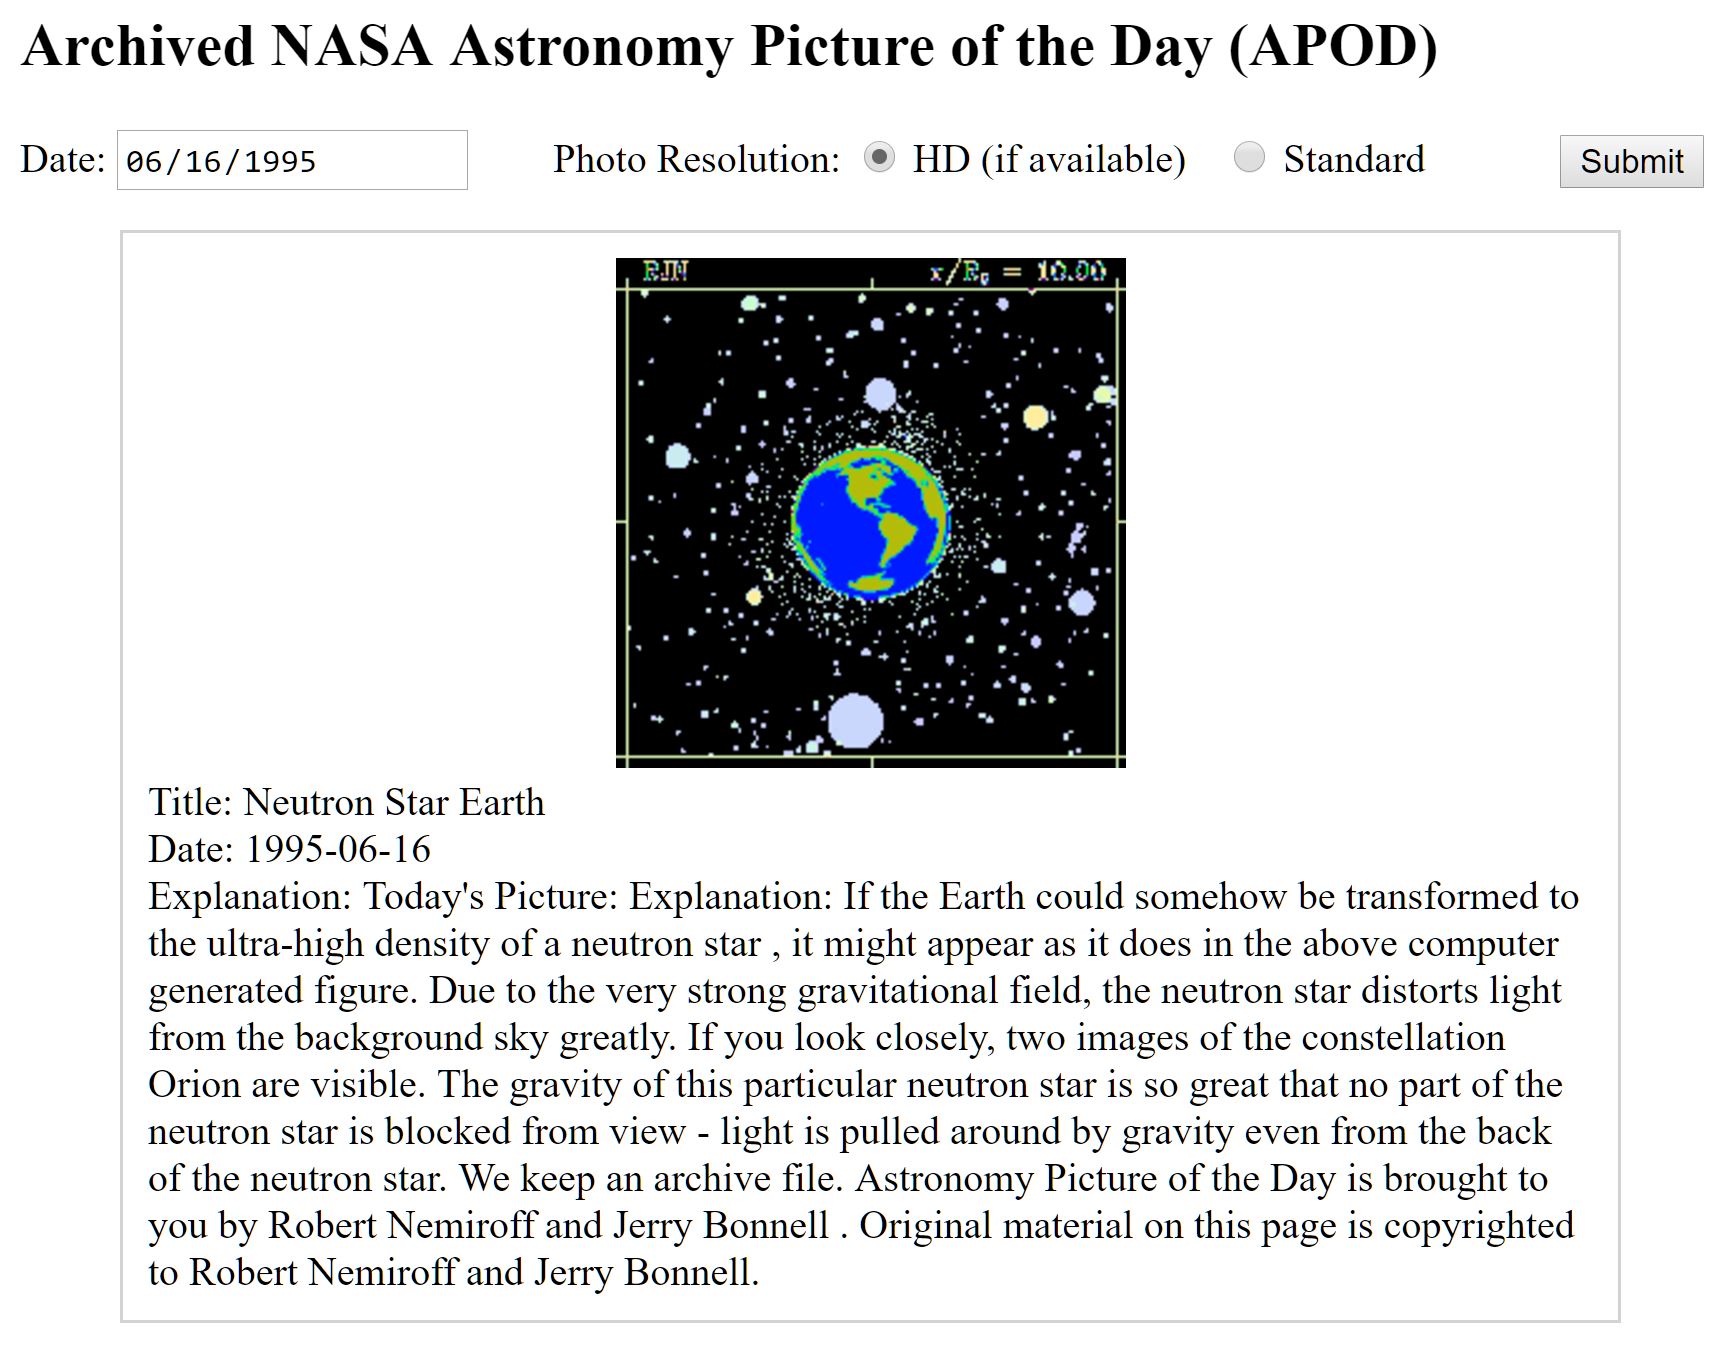 Archived NASA Astronomy Picture of the Day (APOD)
Date: 06/16/1995 Photo Resolution: HD (if available) Standard Submit
RJN x/Rg = 10.00
Title: Neutron Star Earth
Date: 1995-06-16
Explanation: Today's Picture: Explanation: If the Earth could somehow be transformed to
the ultra-high density of a neutron star , it might appear as it does in the above computer
generated figure. Due to the very strong gravitational field, the neutron star distorts light
from the background sky greatly. If you look closely, two images of the constellation
Orion are visible. The gravity of this particular neutron star is so great that no part of the
neutron star is blocked from view - light is pulled around by gravity even from the back
of the neutron star. We keep an archive file. Astronomy Picture of the Day is brought to
you by Robert Nemiroff and Jerry Bonnell . Original material on this page is copyrighted
to Robert Nemiroff and Jerry Bonnell.